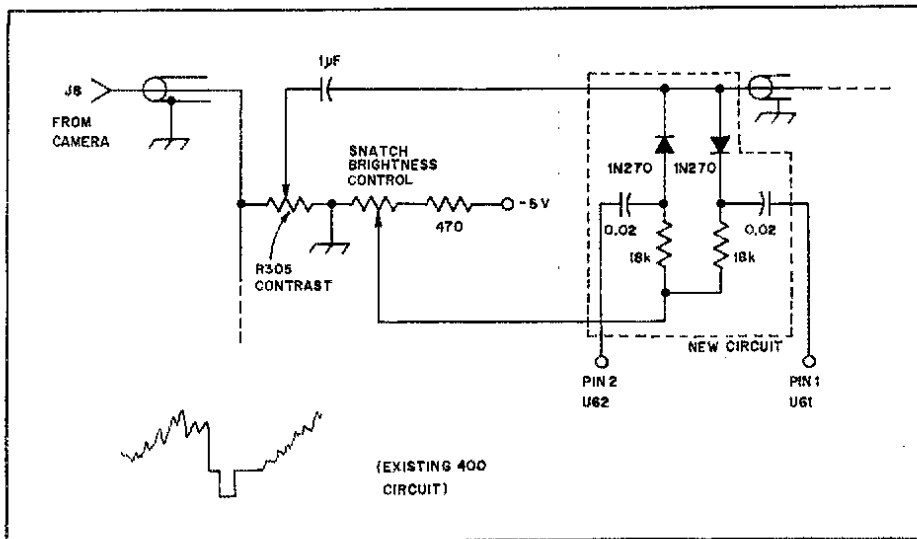 1µF
J6
FROM
CAMERA
SNATCH
BRIGHTNESS
CONTROL
1N270
1N270
-5V
470
0.02
0.02
18k
18k
R305
CONTRAST
NEW CIRCUIT
PIN 2
U62
PIN 1
U61
(EXISTING 400
CIRCUIT)